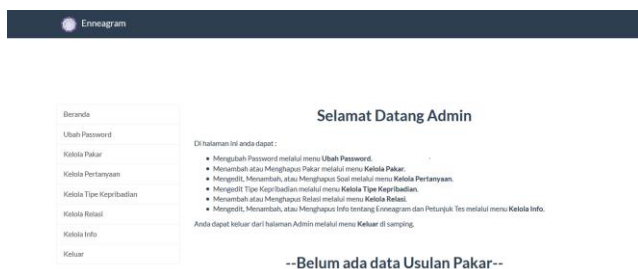 Enneagram
Beranda
Ubah Password
Kelola Pakar
Kelola Pertanyaan
Kelola Tipe Kepribadian
Kelola Relasi
Kelola Info
Keluar
Selamat Datang Admin
Di halaman ini anda dapat :
Mengubah Password melalui menu Ubah Password.
Menambah atau Menghapus Pakar melalui menu Kelola Pakar.
Mengedit, Menambah, atau Menghapus Soal melalui menu Kelola Pertanyaan.
Mengedit Tipe Kepribadian melalui menu Kelola Tipe Kepribadian.
Menambah atau Menghapus Relasi melalui menu Kelola Relasi.
Mengedit, Menambah, atau Menghapus Info tentang Enneagram dan Petunjuk Tes melalui menu Kelola Info.
Anda dapat keluar dari halaman Admin melalui menu Keluar di samping.
--Belum ada data Usulan Pakar--